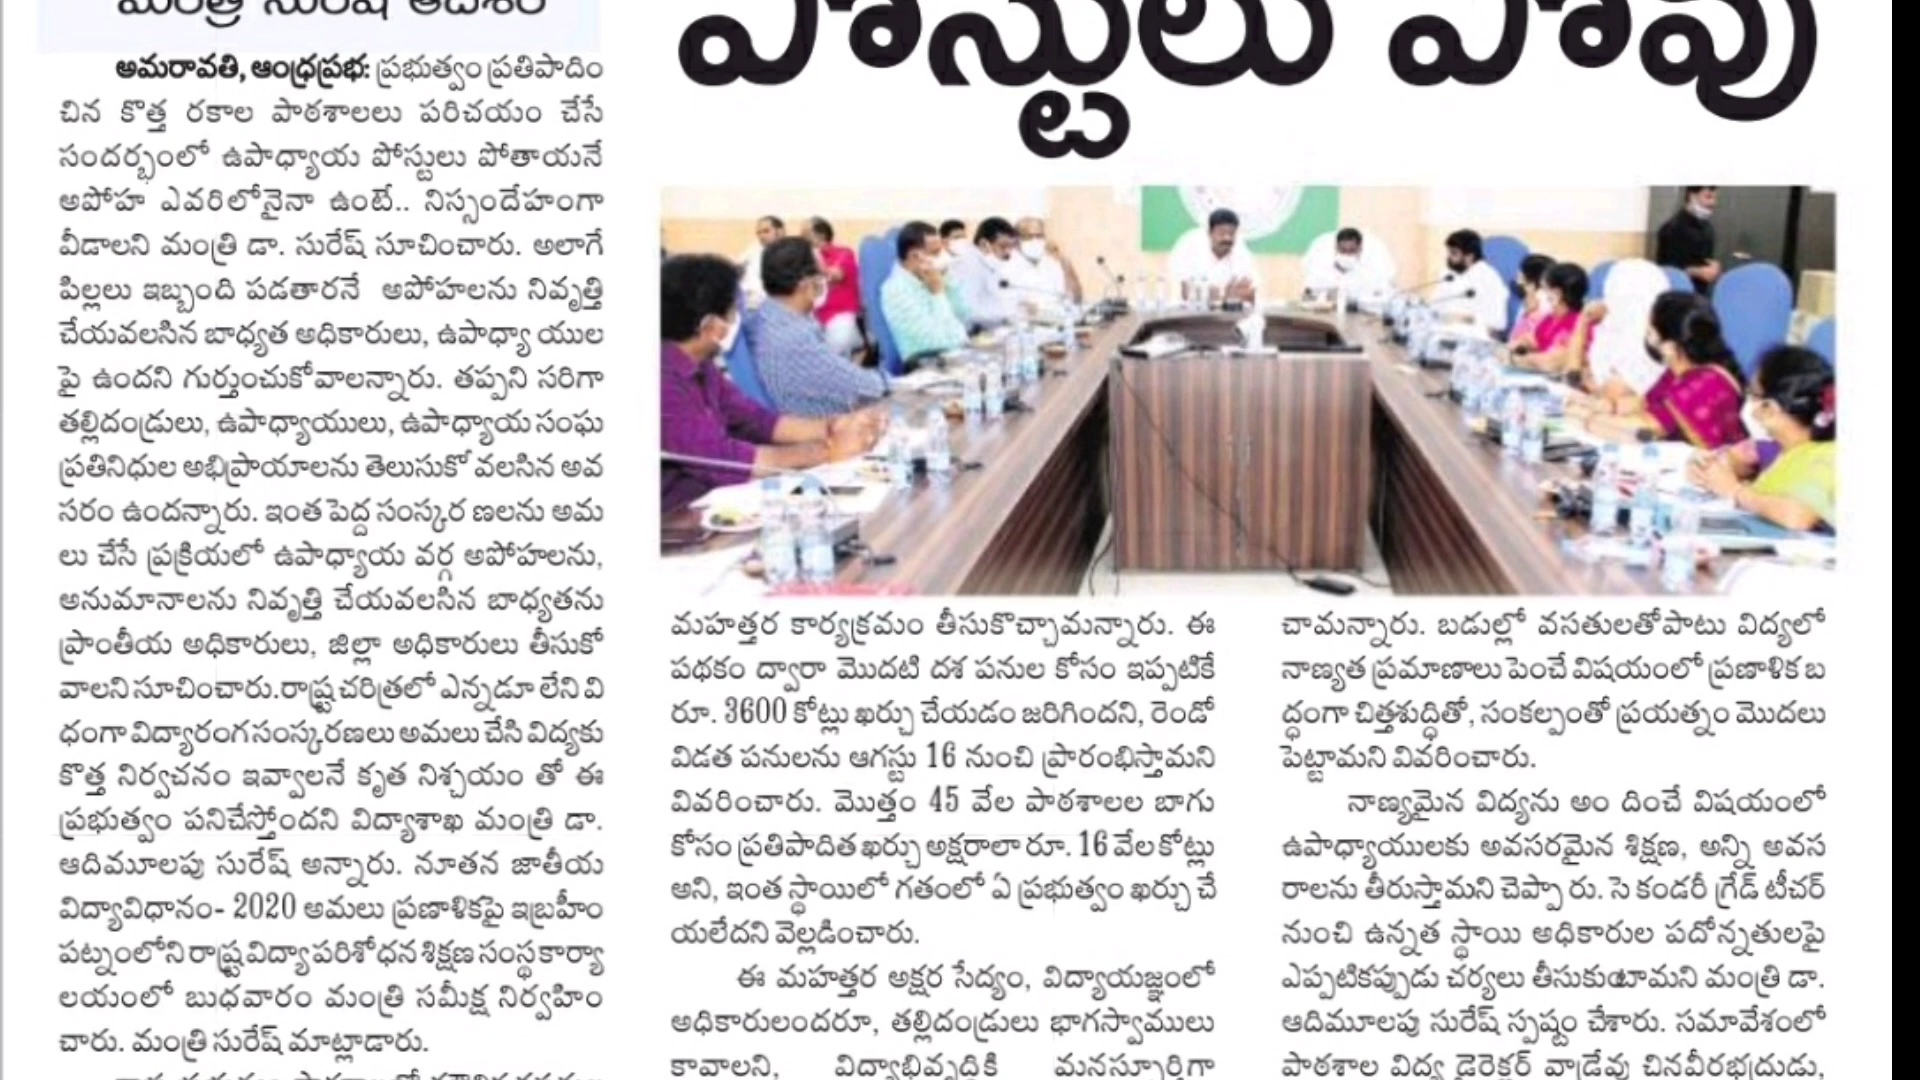 మంత్రి సురేష్ ఆదేశం
పోస్టులు పోవు
అమరావతి, ఆంధ్రప్రభ: ప్రభుత్వం ప్రతిపాదిం
చిన కొత్త రకాల పాఠశాలలు పరిచయం చేసే
సందర్భంలో ఉపాధ్యాయ పోస్టులు పోతాయనే
అపోహ ఎవరిలోనైనా ఉంటే.. నిస్సందేహంగా
వీడాలని మంత్రి డా. సురేష్ సూచించారు. అలాగే
పిల్లలు ఇబ్బంది పడతారనే అపోహలను నివృత్తి
చేయవలసిన బాధ్యత అధికారులు, ఉపాధ్యా యుల
పై ఉందని గుర్తుంచుకోవాలన్నారు. తప్పని సరిగా
తల్లిదండ్రులు, ఉపాధ్యాయులు, ఉపాధ్యాయ సంఘ
ప్రతినిధుల అభిప్రాయాలను తెలుసుకో వలసిన అవ
సరం ఉందన్నారు. ఇంత పెద్ద సంస్కర ణలను అమ
లు చేసే ప్రక్రియలో ఉపాధ్యాయ వర్గ అపోహలను,
అనుమానాలను నివృత్తి చేయవలసిన బాధ్యతను
ప్రాంతీయ అధికారులు, జిల్లా అధికారులు తీసుకో
వాలని సూచించారు.రాష్ట్ర చరిత్రలో ఎన్నడూ లేని వి
ధంగా విద్యారంగ సంస్కరణలు అమలు చేసి విద్యకు
కొత్త నిర్వచనం ఇవ్వాలనే కృత నిశ్చయం తో ఈ
ప్రభుత్వం పనిచేస్తోందని విద్యాశాఖ మంత్రి డా.
ఆదిమూలపు సురేష్ అన్నారు. నూతన జాతీయ
విద్యావిధానం- 2020 అమలు ప్రణాళికపై ఇబ్రహీం
పట్నంలోని రాష్ట్ర విద్యా పరిశోధన శిక్షణ సంస్థ కార్యా
లయంలో బుధవారం మంత్రి సమీక్ష నిర్వహిం
చారు. మంత్రి సురేష్ మాట్లాడారు.
మహత్తర కార్యక్రమం తీసుకొచ్చామన్నారు. ఈ
పథకం ద్వారా మొదటి దశ పనుల కోసం ఇప్పటికే
రూ. 3600 కోట్లు ఖర్చు చేయడం జరిగిందని, రెండో
విడత పనులను ఆగస్టు 16 నుంచి ప్రారంభిస్తామని
వివరించారు. మొత్తం 45 వేల పాఠశాలల బాగు
కోసం ప్రతిపాదిత ఖర్చు అక్షరాలా రూ. 16 వేల కోట్లు
అని, ఇంత స్థాయిలో గతంలో ఏ ప్రభుత్వం ఖర్చు చే
యలేదని వెల్లడించారు.
ఈ మహత్తర అక్షర సేద్యం, విద్యాయజ్ఞంలో
అధికారులందరూ, తల్లిదండ్రులు భాగస్వాములు
కావాలని, విద్యాభివృద్ధికి మనస్ఫూర్తిగా
చామన్నారు. బడుల్లో వసతులతోపాటు విద్యలో
నాణ్యత ప్రమాణాలు పెంచే విషయంలో ప్రణాళిక బ
ద్ధంగా చిత్తశుద్ధితో, సంకల్పంతో ప్రయత్నం మొదలు
పెట్టామని వివరించారు.
నాణ్యమైన విద్యను అం దించే విషయంలో
ఉపాధ్యాయులకు అవసరమైన శిక్షణ, అన్ని అవస
రాలను తీరుస్తామని చెప్పా రు. సె కండరీ గ్రేడ్ టీచర్
నుంచి ఉన్నత స్థాయి అధికారుల పదోన్నతులపై
ఎప్పటికప్పుడు చర్యలు తీసుకుంటామని మంత్రి డా.
ఆదిమూలపు సురేష్ స్పష్టం చేశారు. సమావేశంలో
పాఠశాల విద్య డైరెక్టర్ వాడ్రేవు చినవీరభద్రుడు,